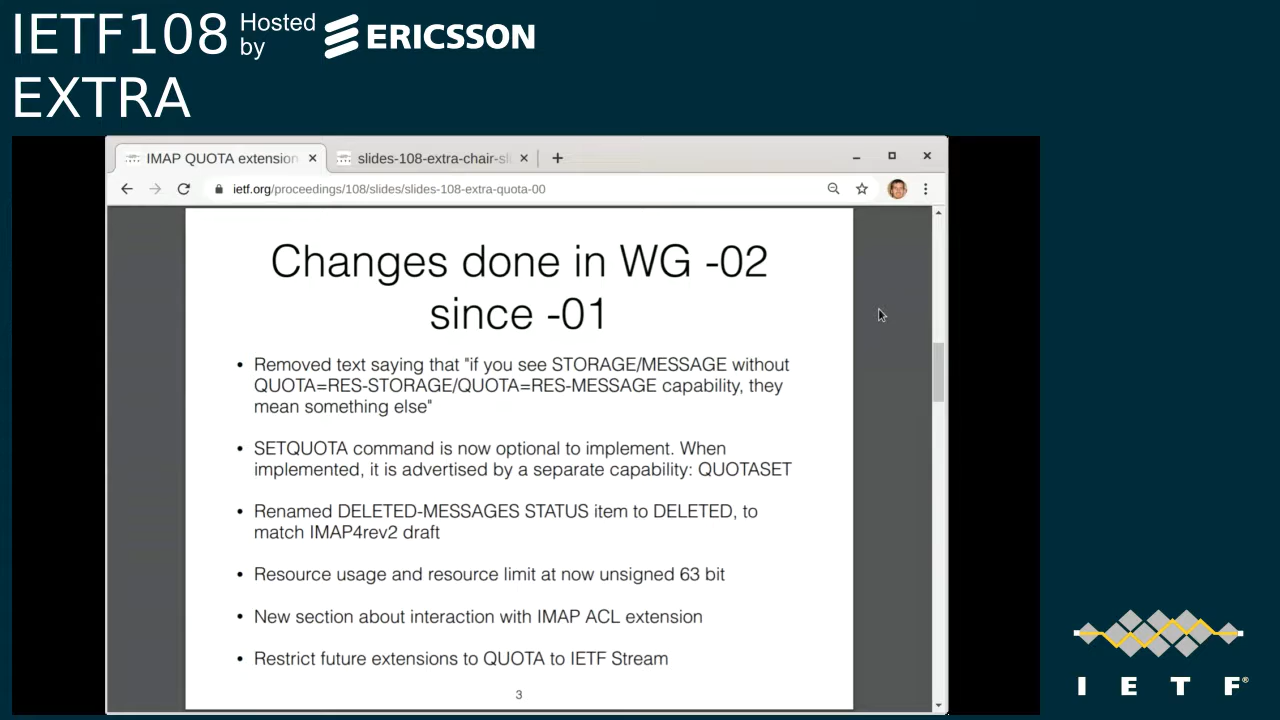 IETF108 Hosted by ERICSSON
EXTRA
IMAP QUOTA extension
slides-108-extra-chair-sl
ietf.org/proceedings/108/slides/slides-108-extra-quota-00
Changes done in WG -02
since -01
• Removed text saying that "if you see STORAGE/MESSAGE without
QUOTA=RES-STORAGE/QUOTA=RES-MESSAGE capability, they
mean something else"
• SETQUOTA command is now optional to implement. When
implemented, it is advertised by a separate capability: QUOTASET
• Renamed DELETED-MESSAGES STATUS item to DELETED, to
match IMAP4rev2 draft
• Resource usage and resource limit at now unsigned 63 bit
• New section about interaction with IMAP ACL extension
• Restrict future extensions to QUOTA to IETF Stream
3
I E T F®